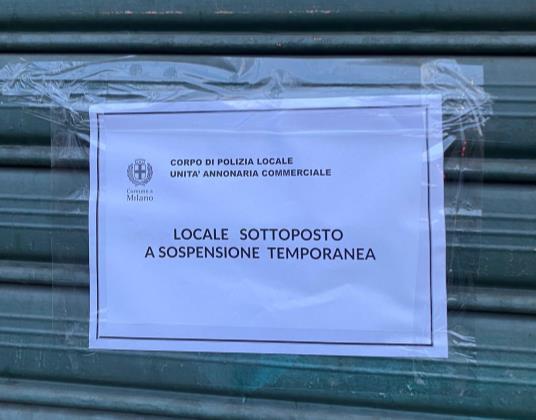 CORPO DI POLIZIA LOCALE
UNITA' ANNONARIA COMMERCIALE
Comune di
Milano
LOCALE SOTTOPOSTO
A SOSPENSIONE TEMPORANEA